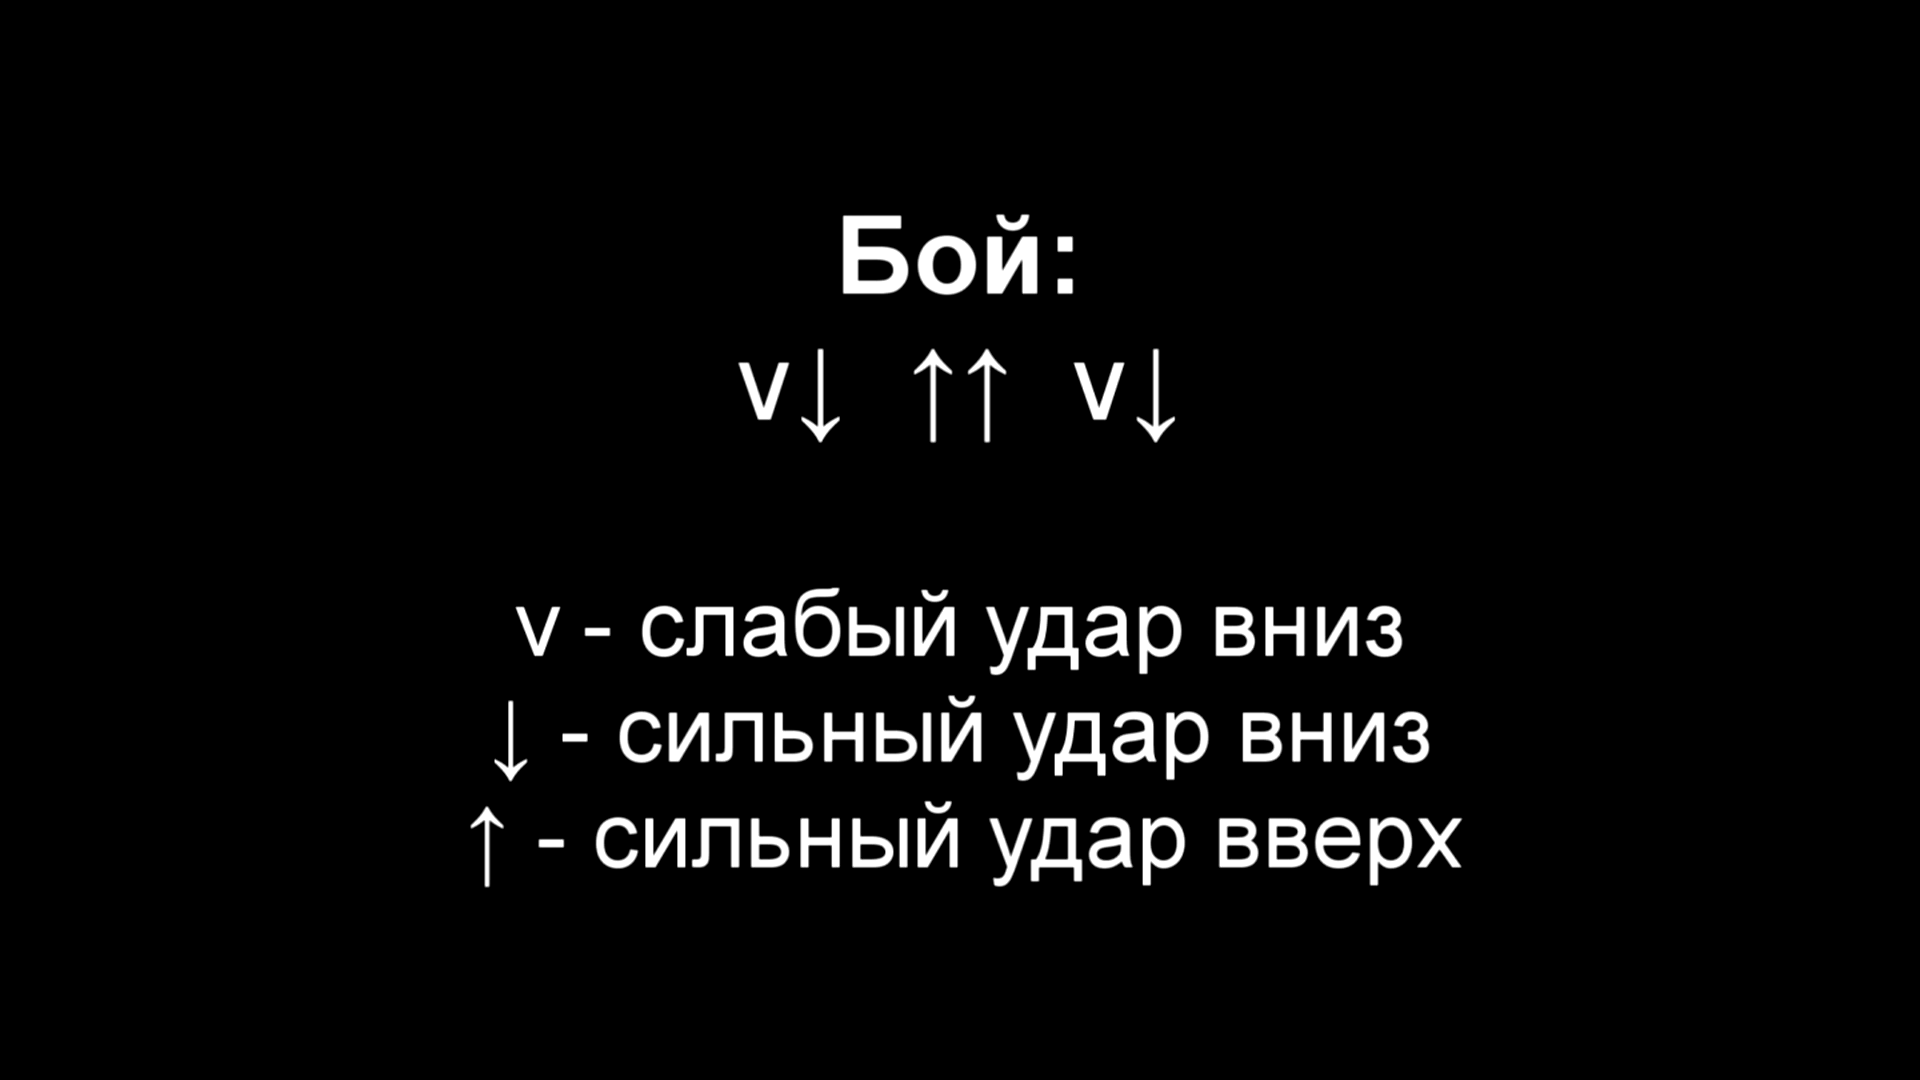 Бой:
v↓ ↑↑ v↓
v - слабый удар вниз
↓ - сильный удар вниз
↑ - сильный удар вверх